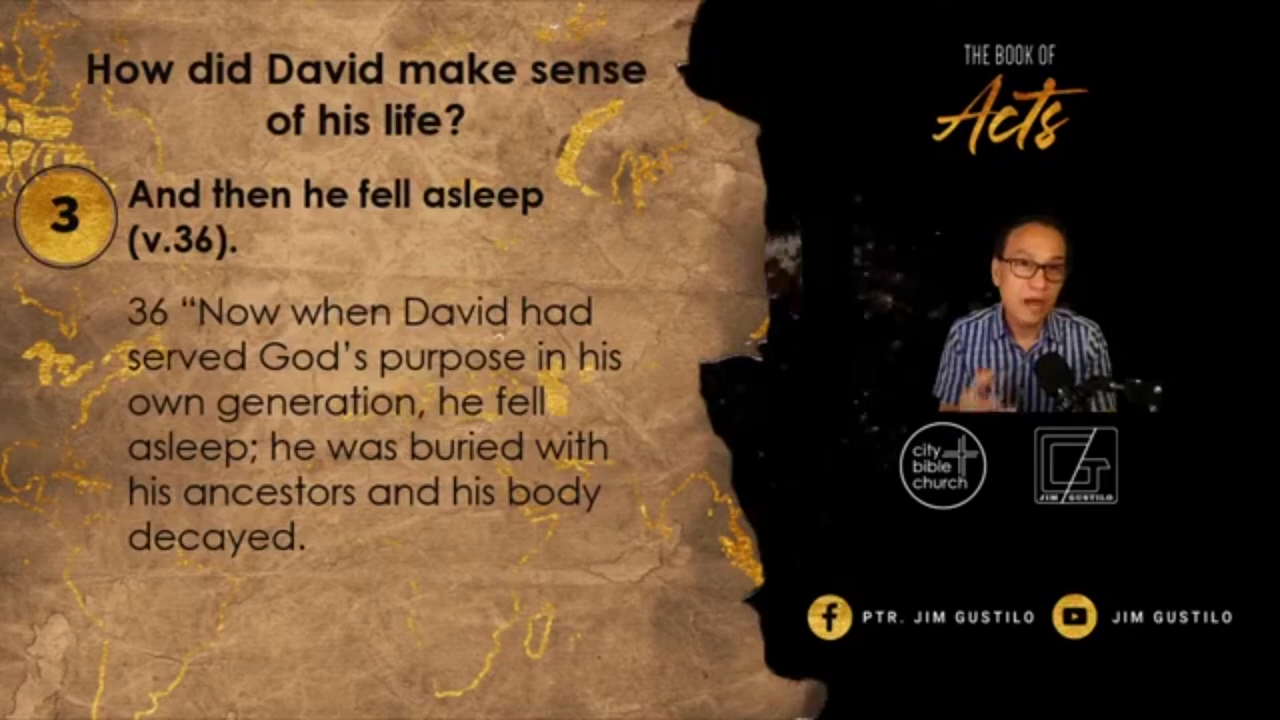 How did David make sense
of his life?
3
And then he fell asleep
(v.36).
36 “Now when David had
served God’s purpose in his
own generation, he fell
asleep; he was buried with
his ancestors and his body
decayed.
THE BOOK OF
Acts
city
bible
church
JIM GUSTILO
PTR. JIM GUSTILO
JIM GUSTILO